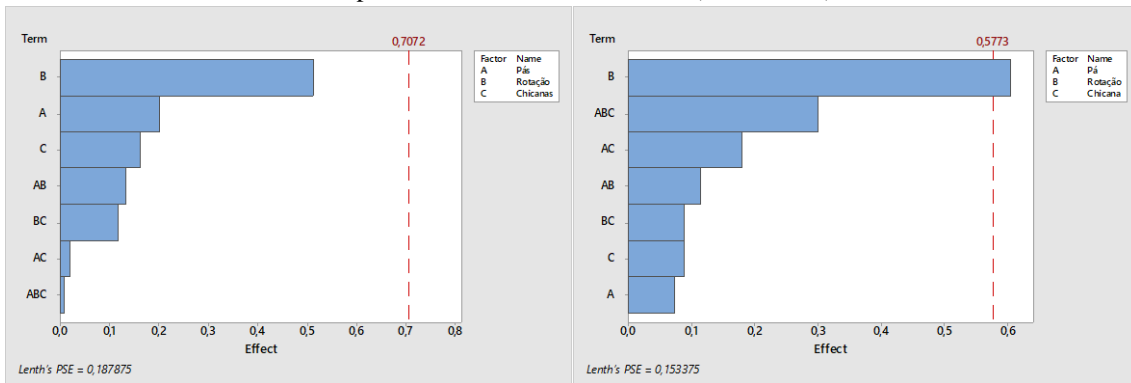 Term
0,7072
Factor Name
A Pás
B Rotação
C Chicanas
B
A
C
AB
BC
AC
ABC
0,0 0,1 0,2 0,3 0,4 0,5 0,6 0,7 0,8
Effect
Lenth's PSE = 0,187875
Term
0,5773
Factor Name
A Pá
B Rotação
C Chicana
B
ABC
AC
AB
BC
C
A
0,0 0,1 0,2 0,3 0,4 0,5 0,6
Effect
Lenth's PSE = 0,153375